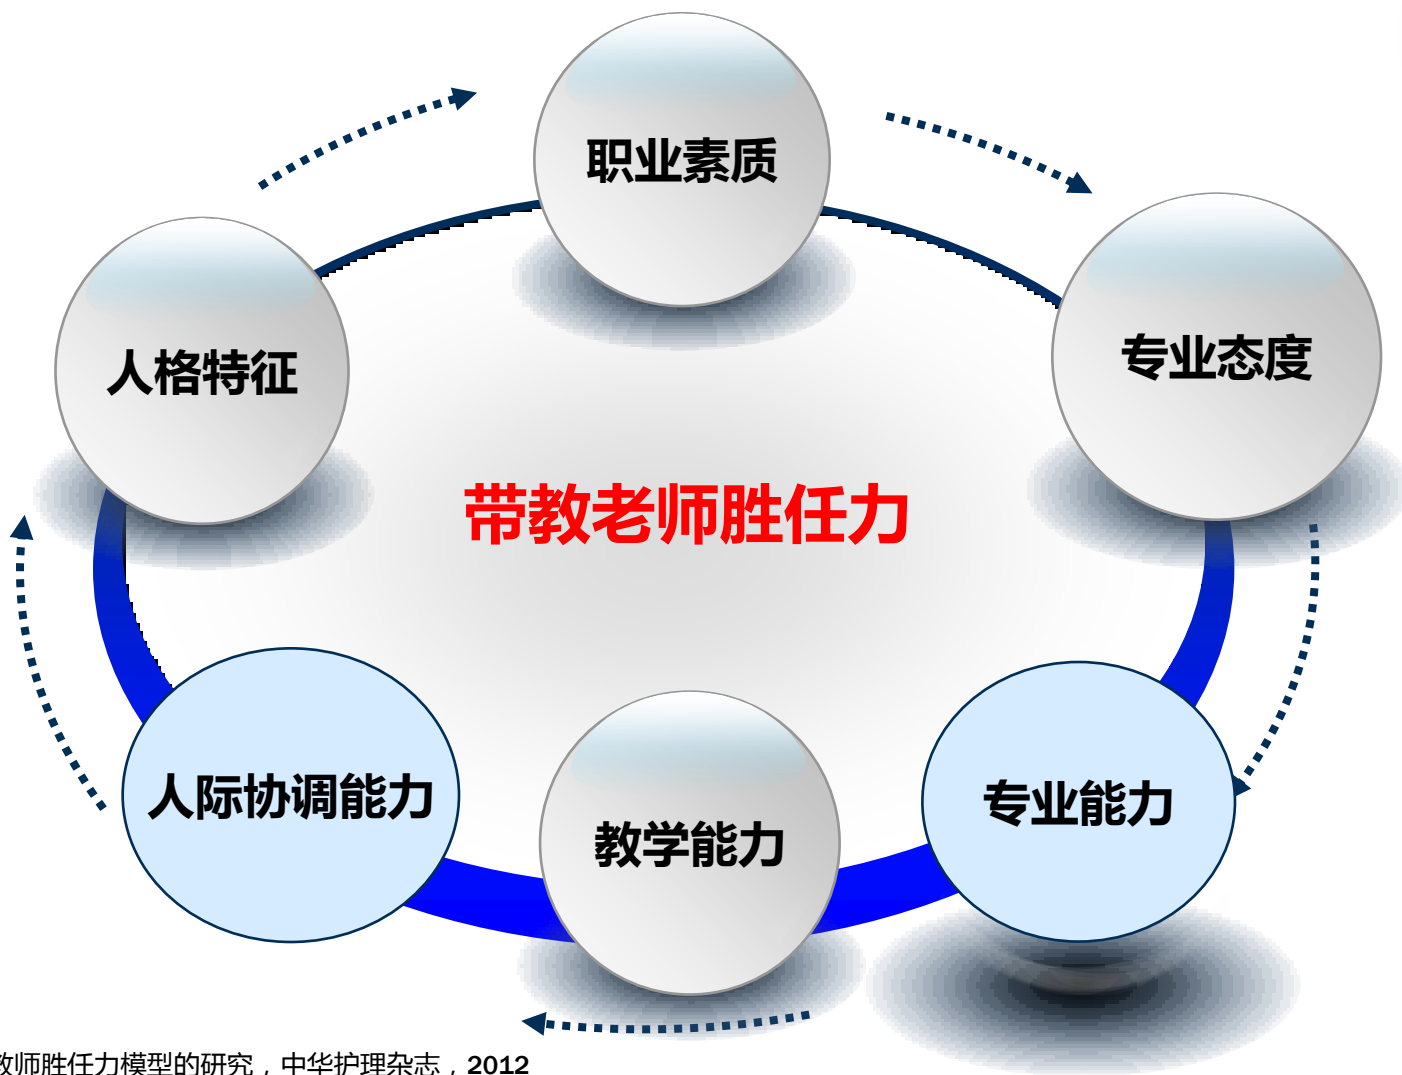 职业素质
人格特征
专业态度
带教老师胜任力
人际协调能力
教学能力
专业能力
教师胜任力模型的研究，中华护理杂志，2012